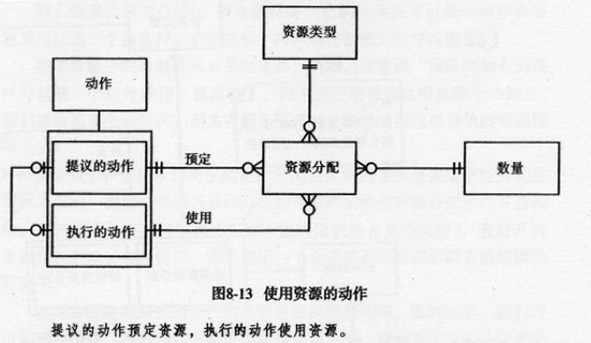 资源类型
动作
提议的动作
预定
资源分配
数量
执行的动作
使用
图8-13 使用资源的动作
提议的动作预定资源，执行的动作使用资源。